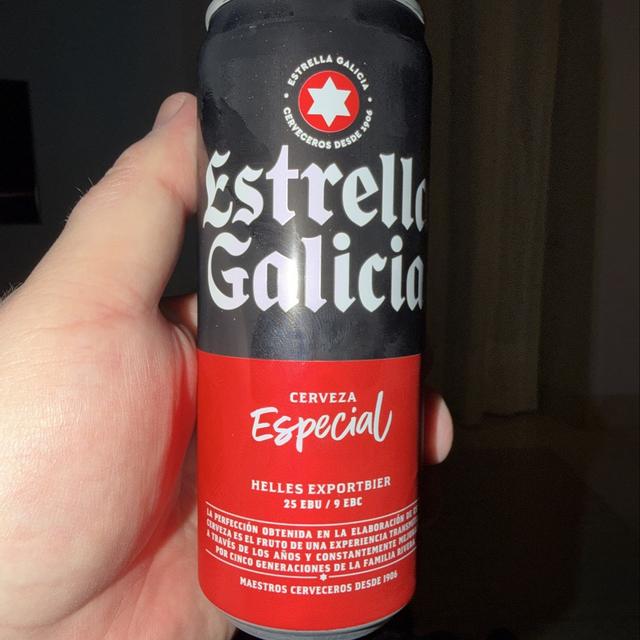 ESTRELLA GALICIA
CERVECEROS DESDE 1906
Estrella
Galicia
CERVEZA
Especial
HELLES EXPORTBIER
25 EBU / 9 EBC
LA PERFECCIÓN OBTENIDA EN LA ELABORACIÓN DE
CERVEZA ES EL FRUTO DE UNA EXPERIENCIA
A TRAVÉS DE LOS AÑOS Y CONSTANTEMENTE
POR CINCO GENERACIONES DE LA FAMILIA
MAESTROS CERVECEROS DESDE 1906